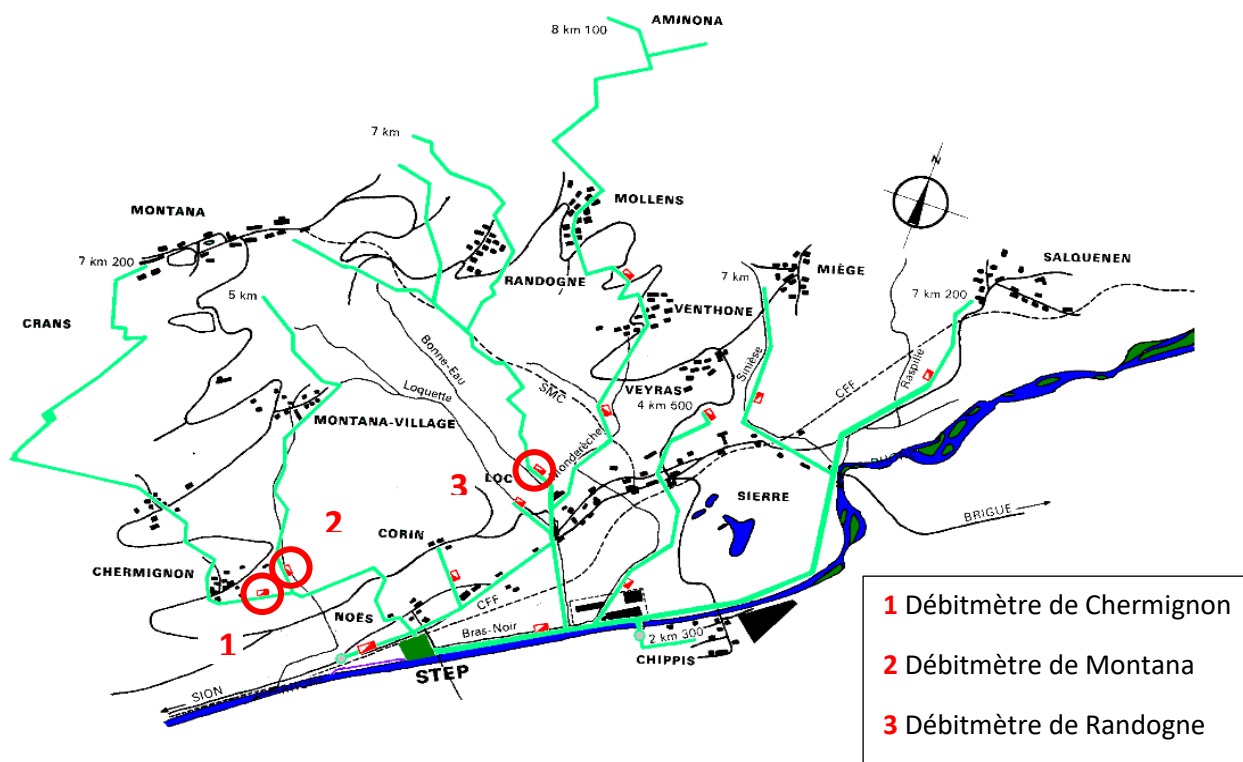 AMINONA
8 km 100
7 km
N
MOLLENS
MONTANA
7 km 200
RANDOGNE
MIÈGE
SALQUENEN
7 km
7 km 200
5 km
VENTHONE
CRANS
Bonne-Eau
Loquette
SMC
Sinièse
CFF
Raspille
VEYRAS
4 km 600
MONTANA-VILLAGE
Monderèche
3
LOC
RHONE
SIERRE
BRIGUE
2
CORIN
CHERMIGNON
CFF
NOËS
1
Bras-Noir
2 km 300
CHIPPIS
STEP
SION
RHONE
1 Débitmètre de Chermignon
2 Débitmètre de Montana
3 Débitmètre de Randogne